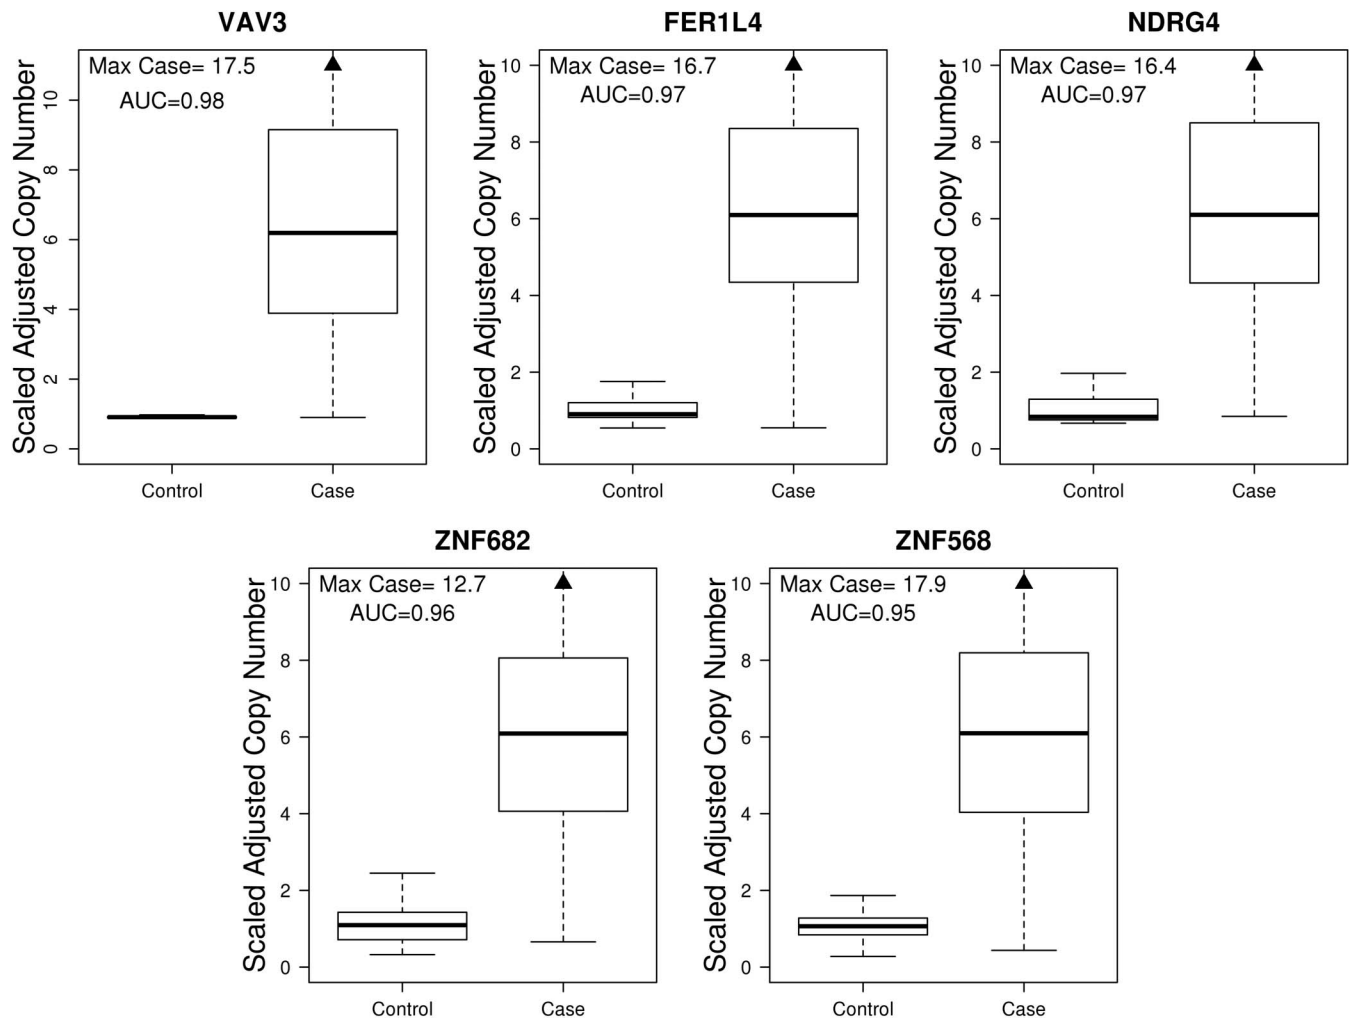 VAV3
Max Case= 17.5
AUC=0.98
Scaled Adjusted Copy Number
10
8
6
4
2
0
Control
Case
FER1L4
Max Case= 16.7
AUC=0.97
Scaled Adjusted Copy Number
10
8
6
4
2
0
Control
Case
NDRG4
Max Case= 16.4
AUC=0.97
Scaled Adjusted Copy Number
10
8
6
4
2
0
Control
Case
ZNF682
Max Case= 12.7
AUC=0.96
Scaled Adjusted Copy Number
10
8
6
4
2
0
Control
Case
ZNF568
Max Case= 17.9
AUC=0.95
Scaled Adjusted Copy Number
10
8
6
4
2
0
Control
Case